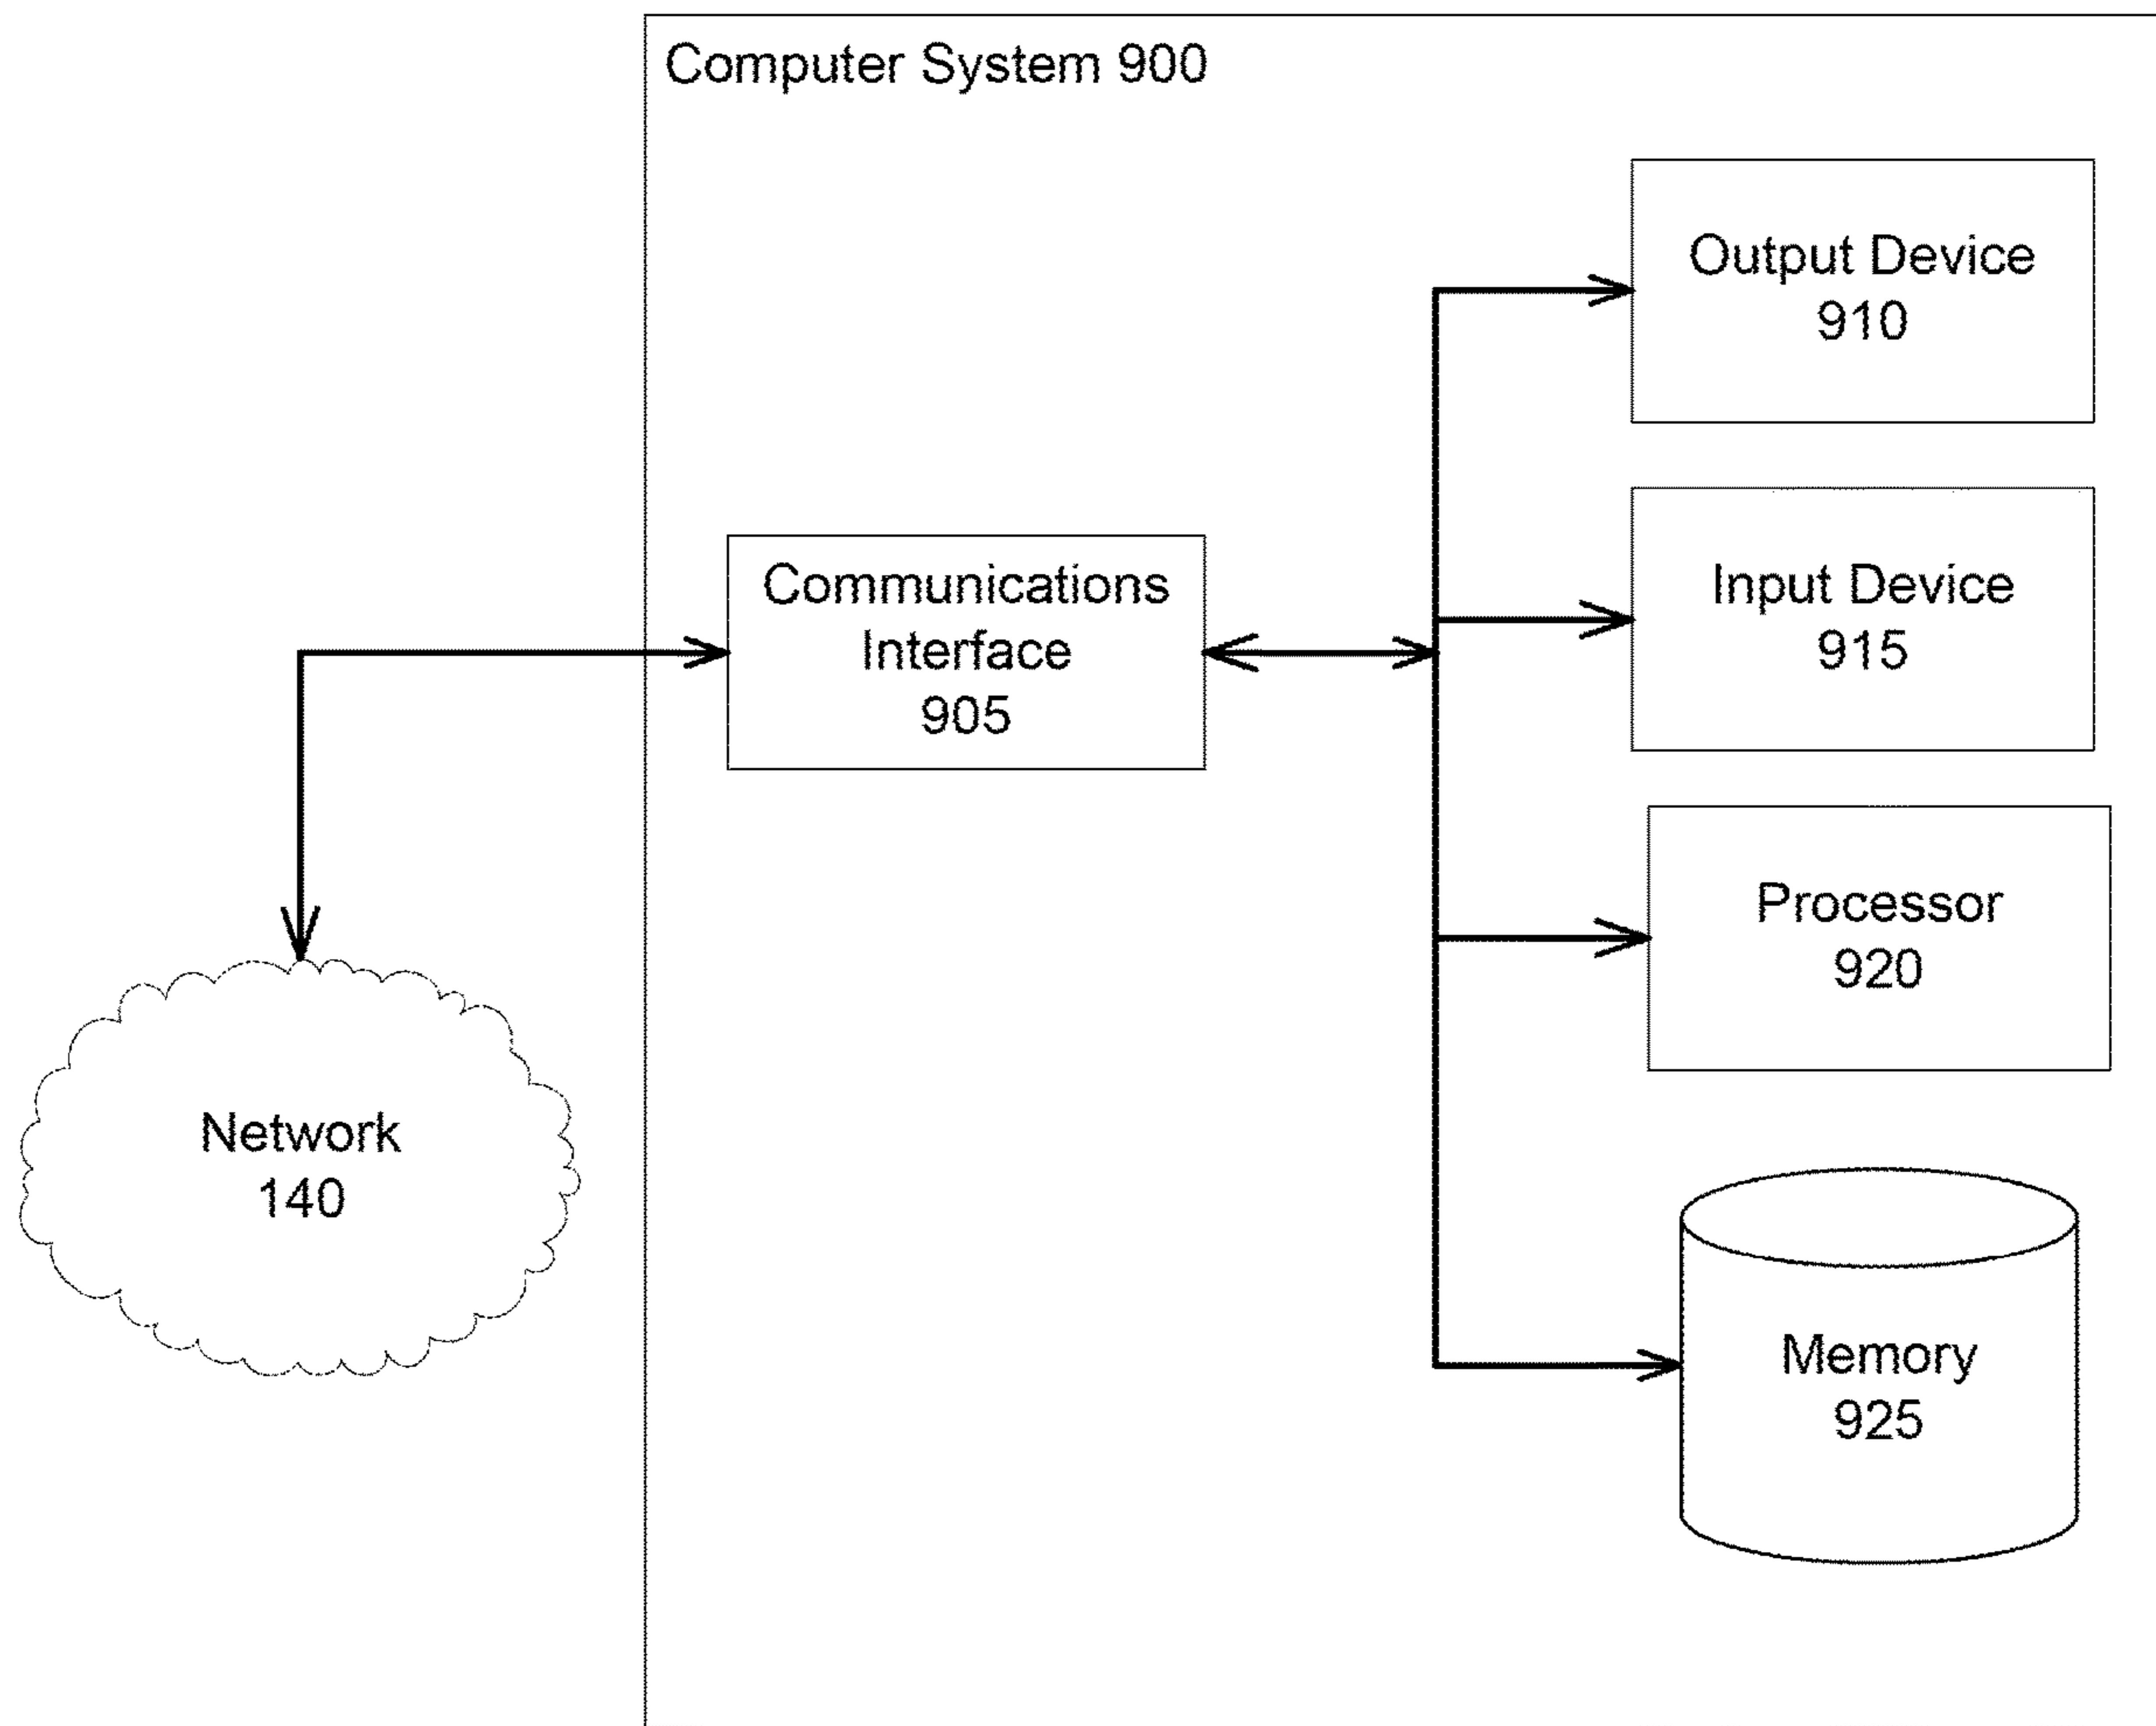 Computer System 900
Output Device
910
Communications
Interface
905
Input Device
915
Processor
920
Network
140
Memory
925